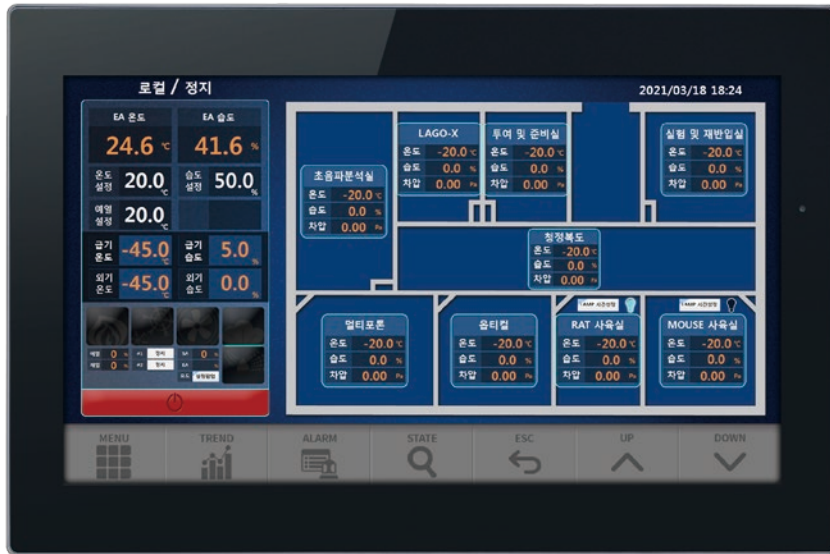 로컬 / 정지
2021/03/18 18:24
EA 온도
EA 습도
24.6 ℃
41.6 %
온도 설정 20.0 ℃
습도 설정 50.0 %
예열 설정 20.0 ℃
급기 온도 -45.0 ℃
급기 습도 5.0 %
외기 온도 -45.0 ℃
외기 습도 0.0 %
0
정지
0
0
정지
설정팝업
초음파분석실
온도 -20.0 ℃
습도 0.0 %
차압 0.00 Pa
LAGO-X
온도 -20.0 ℃
습도 0.0 %
차압 0.00 Pa
투여 및 준비실
온도 -20.0 ℃
습도 0.0 %
차압 0.00 Pa
실험 및 재반입실
온도 -20.0 ℃
습도 0.0 %
차압 0.00 Pa
청정복도
온도 -20.0 ℃
습도 0.0 %
차압 0.00 Pa
멀티포톤
온도 -20.0 ℃
습도 0.0 %
차압 0.00 Pa
옵티컬
온도 -20.0 ℃
습도 0.0 %
차압 0.00 Pa
RAT 사육실
온도 -20.0 ℃
습도 0.0 %
차압 0.00 Pa
MOUSE 사육실
온도 -20.0 ℃
습도 0.0 %
차압 0.00 Pa
MENU
TREND
ALARM
STATE
ESC
UP
DOWN